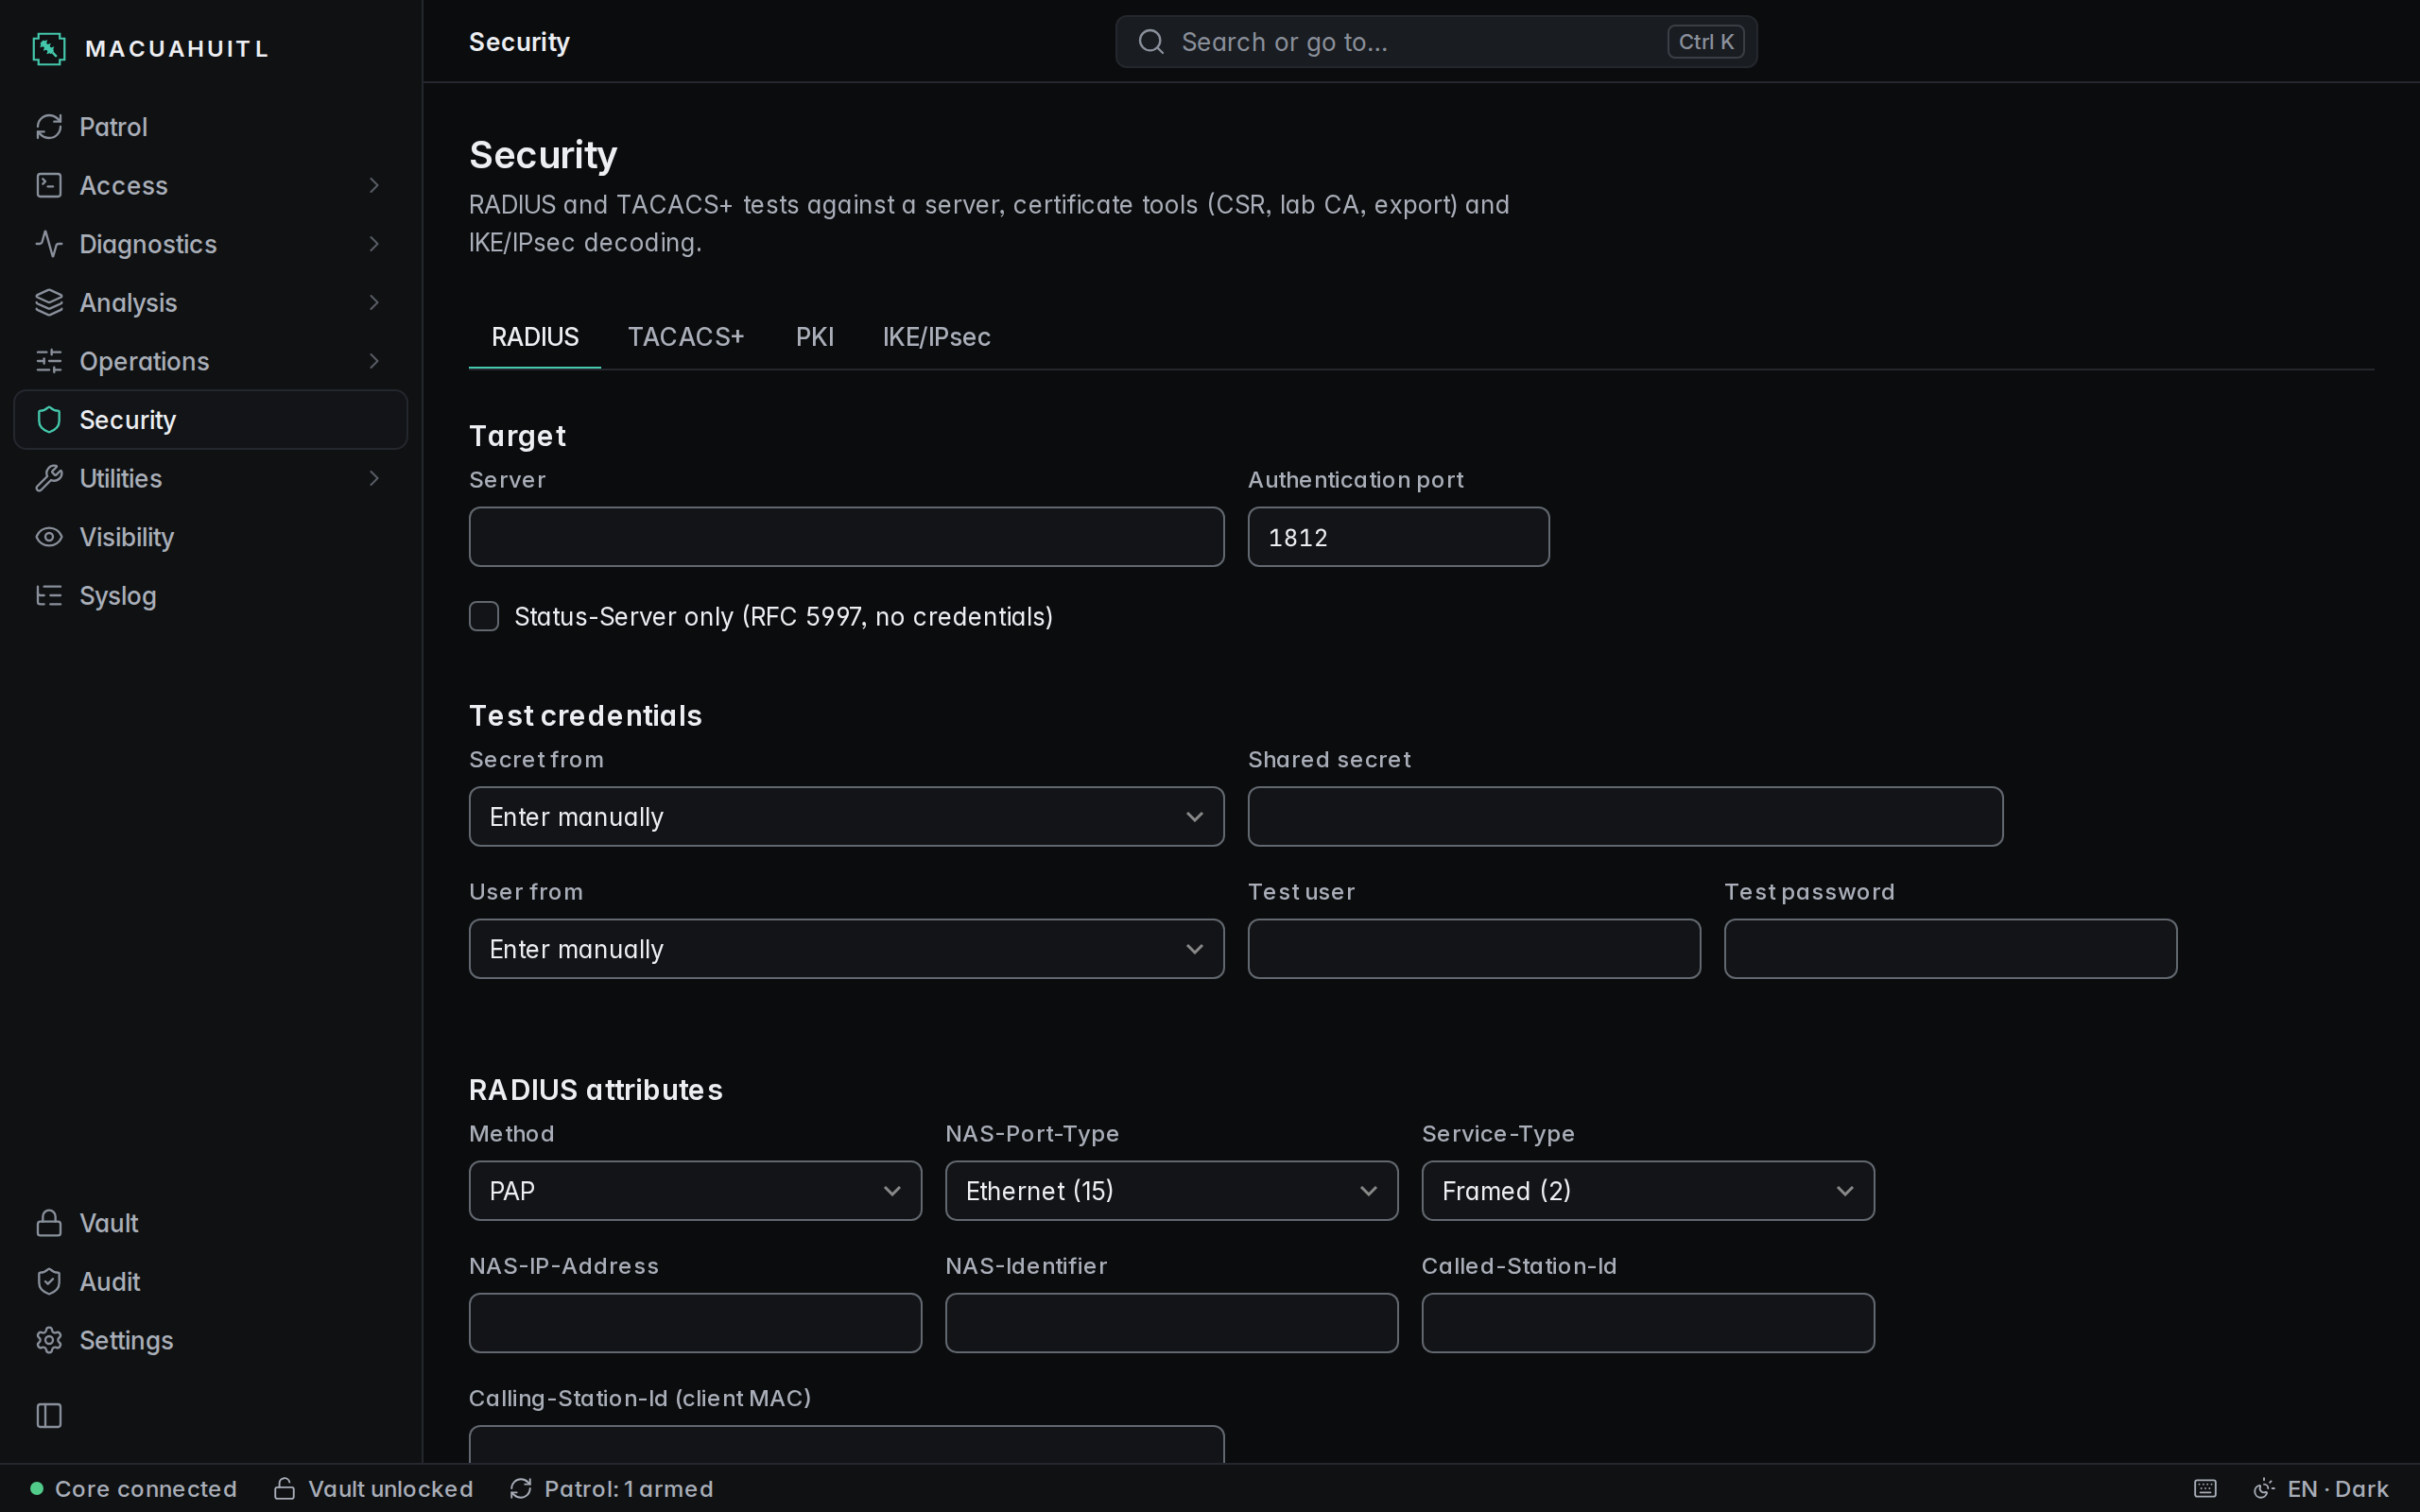 MACUAHUITL
Security
Search or go to...
Ctrl K
Patrol
Access
Diagnostics
Analysis
Operations
Security
Utilities
Visibility
Syslog
Vault
Audit
Settings
Security
RADIUS and TACACS+ tests against a server, certificate tools (CSR, lab CA, export) and
IKE/IPsec decoding.
RADIUS TACACS+ PKI IKE/IPsec
Target
Server Authentication port
1812
Status-Server only (RFC 5997, no credentials)
Test credentials
Secret from Shared secret
Enter manually
User from Test user Test password
Enter manually
RADIUS attributes
Method NAS-Port-Type Service-Type
PAP Ethernet (15) Framed (2)
NAS-IP-Address NAS-Identifier Called-Station-Id
Calling-Station-Id (client MAC)
Core connected Vault unlocked Patrol: 1 armed EN · Dark